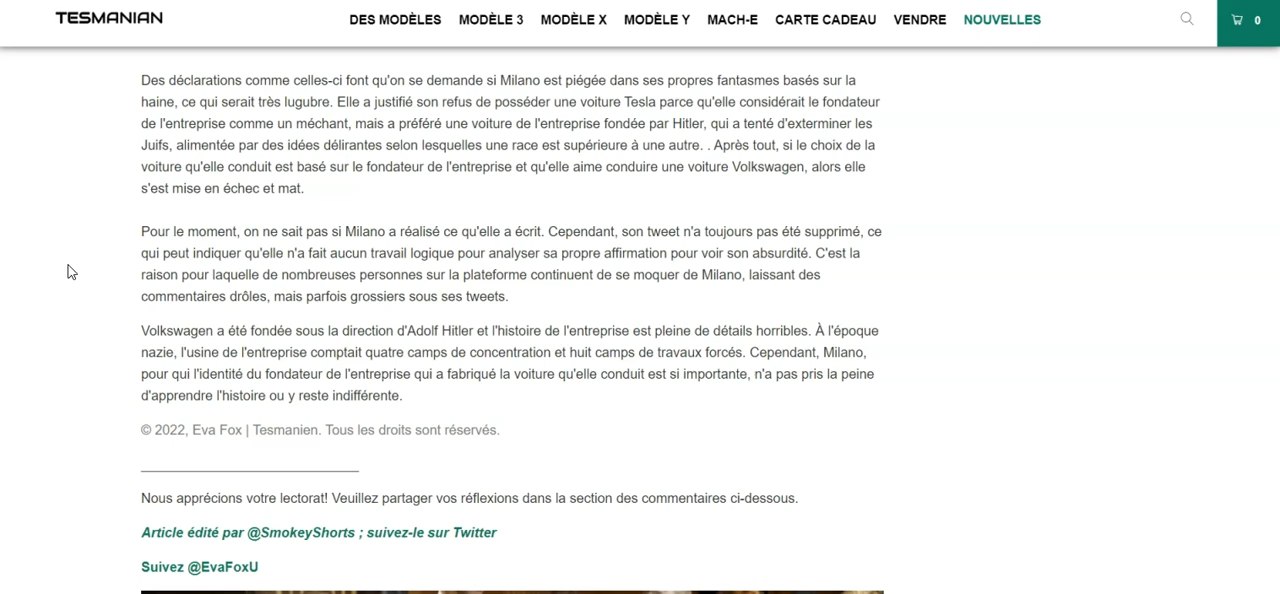 TESMANIAN DES MODÈLES MODÈLE 3 MODÈLE X MODÈLE Y MACH-E CARTE CADEAU VENDRE NOUVELLES 0
Des déclarations comme celles-ci font qu'on se demande si Milano est piégée dans ses propres fantasmes basés sur la
haine, ce qui serait très lugubre. Elle a justifié son refus de posséder une voiture Tesla parce qu'elle considérait le fondateur
de l'entreprise comme un méchant, mais a préféré une voiture de l'entreprise fondée par Hitler, qui a tenté d'exterminer les
Juifs, alimentée par des idées délirantes selon lesquelles une race est supérieure à une autre. . Après tout, si le choix de la
voiture qu'elle conduit est basé sur le fondateur de l'entreprise et qu'elle aime conduire une voiture Volkswagen, alors elle
s'est mise en échec et mat.
Pour le moment, on ne sait pas si Milano a réalisé ce qu'elle a écrit. Cependant, son tweet n'a toujours pas été supprimé, ce
qui peut indiquer qu'elle n'a fait aucun travail logique pour analyser sa propre affirmation pour voir son absurdité. C'est la
raison pour laquelle de nombreuses personnes sur la plateforme continuent de se moquer de Milano, laissant des
commentaires drôles, mais parfois grossiers sous ses tweets.
Volkswagen a été fondée sous la direction d'Adolf Hitler et l'histoire de l'entreprise est pleine de détails horribles. À l'époque
nazie, l'usine de l'entreprise comptait quatre camps de concentration et huit camps de travaux forcés. Cependant, Milano,
pour qui l'identité du fondateur de l'entreprise qui a fabriqué la voiture qu'elle conduit est si importante, n'a pas pris la peine
d'apprendre l'histoire ou y reste indifférente.
© 2022, Eva Fox | Tesmanien. Tous les droits sont réservés.
Nous apprécions votre lectorat! Veuillez partager vos réflexions dans la section des commentaires ci-dessous.
Article édité par @SmokeyShorts ; suivez-le sur Twitter
Suivez @EvaFoxU